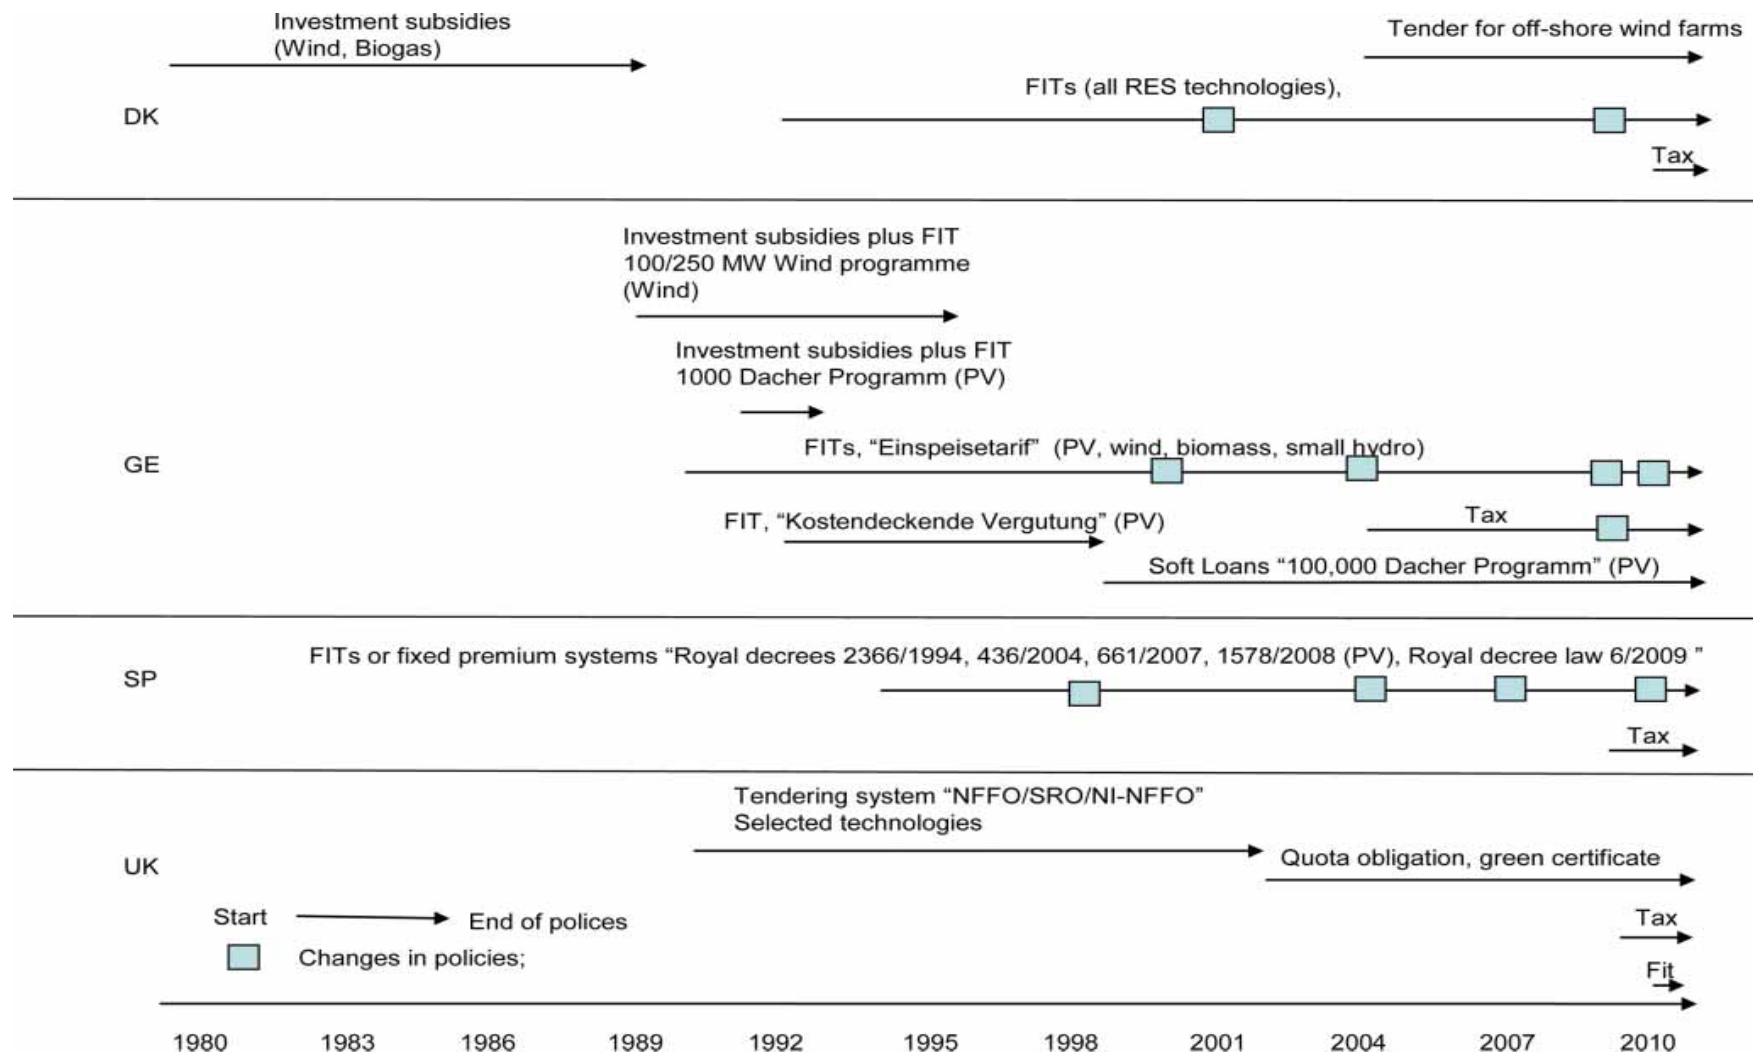 Investment subsidies
(Wind, Biogas)
Tender for off-shore wind farms
FITs (all RES technologies),
DK
Tax
Investment subsidies plus FIT
100/250 MW Wind programme
(Wind)
Investment subsidies plus FIT
1000 Dacher Programm (PV)
FITs, “Einspeisetarif” (PV, wind, biomass, small hydro)
GE
FIT, “Kostendeckende Vergutung” (PV)
Tax
Soft Loans “100,000 Dacher Programm” (PV)
FITs or fixed premium systems “Royal decrees 2366/1994, 436/2004, 661/2007, 1578/2008 (PV), Royal decree law 6/2009 ”
SP
Tax
Tendering system “NFFO/SRO/NI-NFFO”
Selected technologies
Quota obligation, green certificate
UK
Start
End of polices
Tax
Changes in policies;
Fit
1980 1983 1986 1989 1992 1995 1998 2001 2004 2007 2010